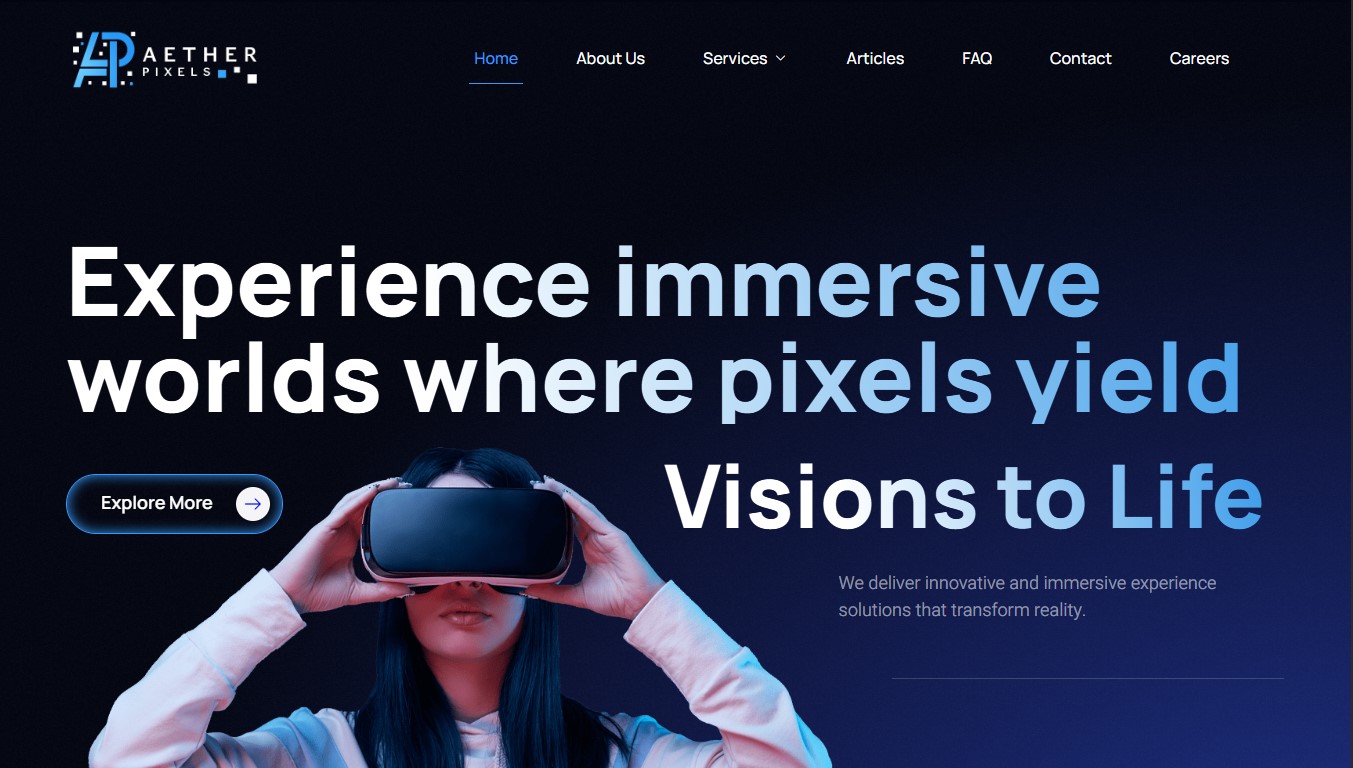 AETHER
PIXELS
Home
About Us
Services
Articles
FAQ
Contact
Careers
Experience immersive
worlds where pixels yield
Explore More
Visions to Life
We deliver innovative and immersive experience
solutions that transform reality.